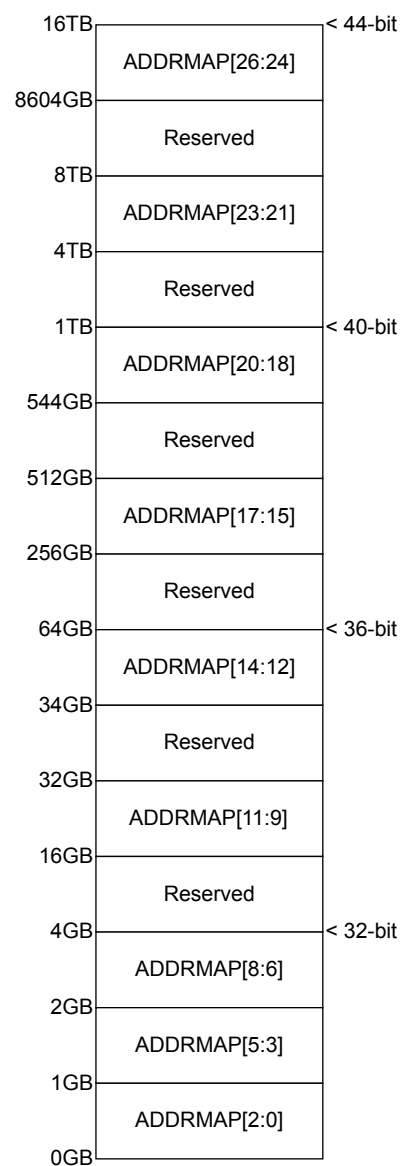 16TB
< 44-bit
ADDRMAP[26:24]
8604GB
Reserved
8TB
ADDRMAP[23:21]
4TB
Reserved
1TB
< 40-bit
ADDRMAP[20:18]
544GB
Reserved
512GB
ADDRMAP[17:15]
256GB
Reserved
64GB
< 36-bit
ADDRMAP[14:12]
34GB
Reserved
32GB
ADDRMAP[11:9]
16GB
Reserved
4GB
< 32-bit
ADDRMAP[8:6]
2GB
ADDRMAP[5:3]
1GB
ADDRMAP[2:0]
0GB